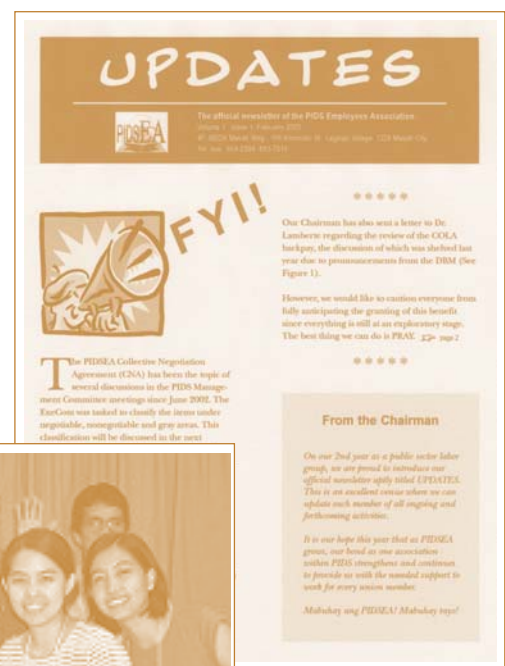 UPDATES
PIDSEA
The official newsletter of the PIDS Employees Association
FYI!
The PIDSEA Collective Negotiation
Agreement (CNA) has been the topic of
several discussions in the PIDS Manage-
ment Committee meetings since June 2002. The
ExeCom was tasked to classify the items under
negotiable, nonegotiable and gray areas. This
classification will be discussed in the next
* * * * *
Our Chairman has also sent a letter to Dr.
Lamberte regarding the review of the COLA
backpay, the discussion of which was shelved last
year due to pronouncements from the DBM (See
Figure 1).
However, we would like to caution everyone from
fully anticipating the granting of this benefit
since everything is still at an exploratory stage.
The best thing we can do is PRAY. page 2
* * * * *
From the Chairman
On our 2nd year as a public sector labor
group, we are proud to introduce our
official newsletter aptly titled UPDATES.
This is an excellent venue where we can
update each member of all ongoing and
forthcoming activities.
It is our hope this year that as PIDSEA
grows, our bond as one association
within PIDS strengthens and continues
to provide us with the needed support to
work for every union member.
Mabuhay ang PIDSEA! Mabuhay tayo!